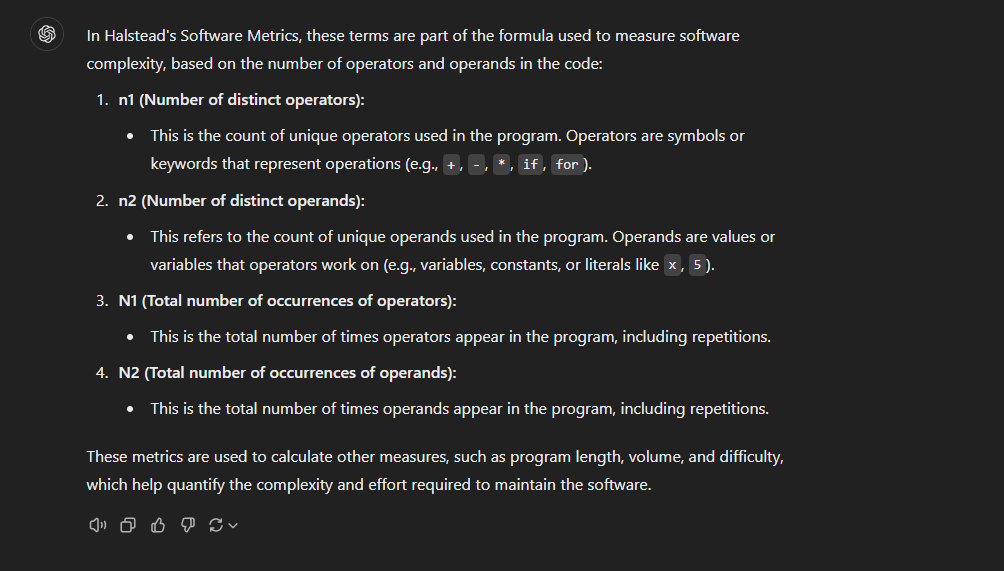 In Halstead's Software Metrics, these terms are part of the formula used to measure software
complexity, based on the number of operators and operands in the code:
1. n1 (Number of distinct operators):
• This is the count of unique operators used in the program. Operators are symbols or
keywords that represent operations (e.g., +, -, *, if, for).
2. n2 (Number of distinct operands):
• This refers to the count of unique operands used in the program. Operands are values or
variables that operators work on (e.g., variables, constants, or literals like x, 5).
3. N1 (Total number of occurrences of operators):
• This is the total number of times operators appear in the program, including repetitions.
4. N2 (Total number of occurrences of operands):
• This is the total number of times operands appear in the program, including repetitions.
These metrics are used to calculate other measures, such as program length, volume, and difficulty,
which help quantify the complexity and effort required to maintain the software.